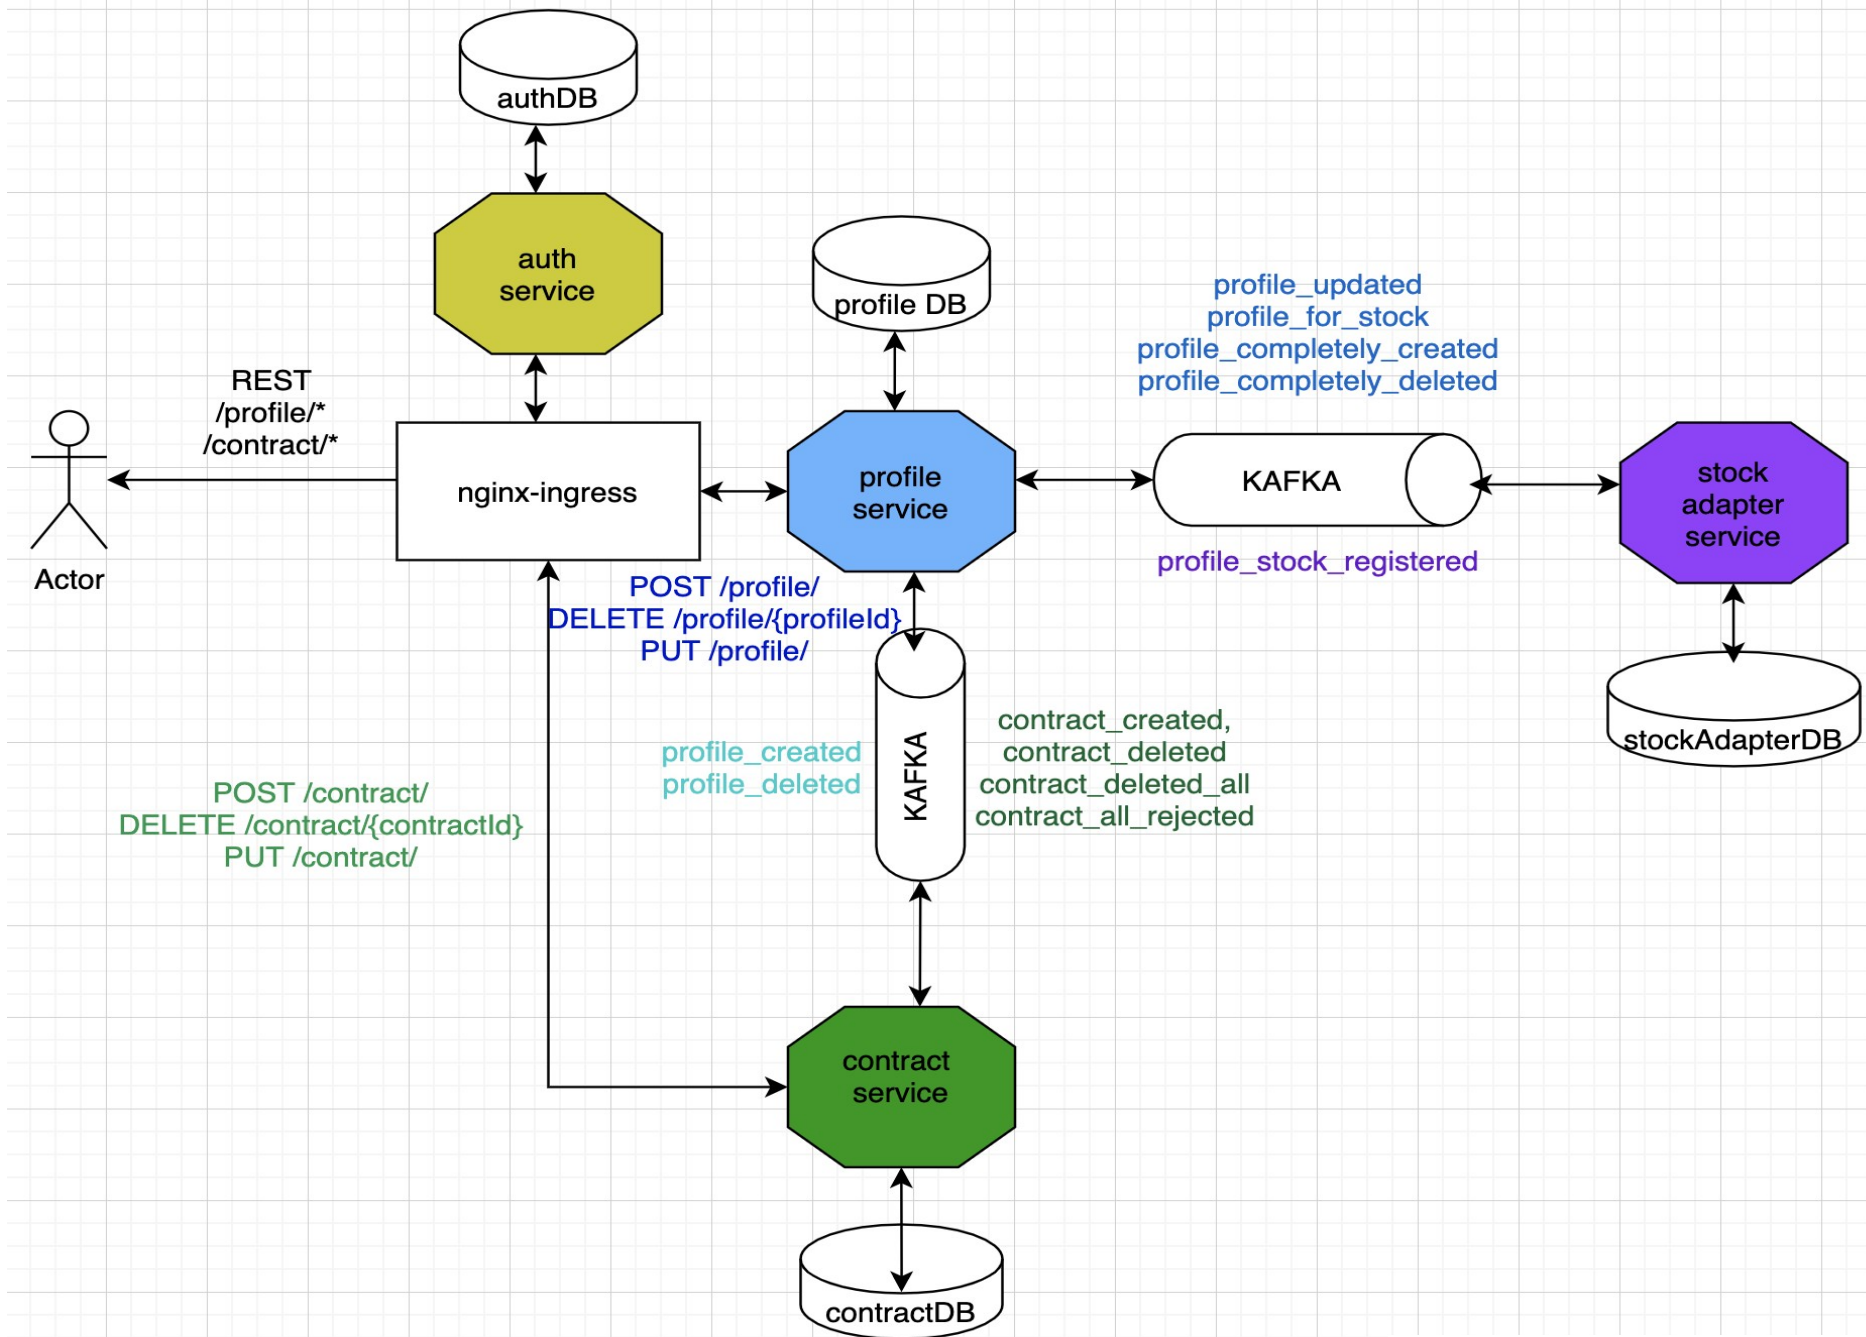 authDB
auth
service
profile DB
profile_updated
profile_for_stock
profile_completely_created
profile_completely_deleted
REST
/profile/*
/contract/*
Actor
nginx-ingress
profile
service
KAFKA
stock
adapter
service
profile_stock_registered
POST /profile/
DELETE /profile/{profileId}
PUT /profile/
stockAdapterDB
profile_created
profile_deleted
KAFKA
contract_created,
contract_deleted
contract_deleted_all
contract_all_rejected
POST /contract/
DELETE /contract/{contractId}
PUT /contract/
contract
service
contractDB